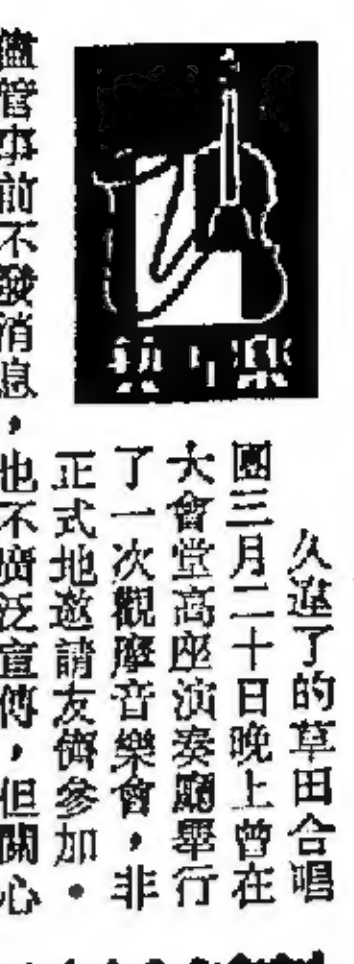 久違了的草田合唱
團三月二十日晚上曾在
大會堂高座演奏廳舉行
了一次觀摩音樂會，非
正式地邀請友儕參加。
儘管事前不發消息，也不廣泛宣傳，但關心